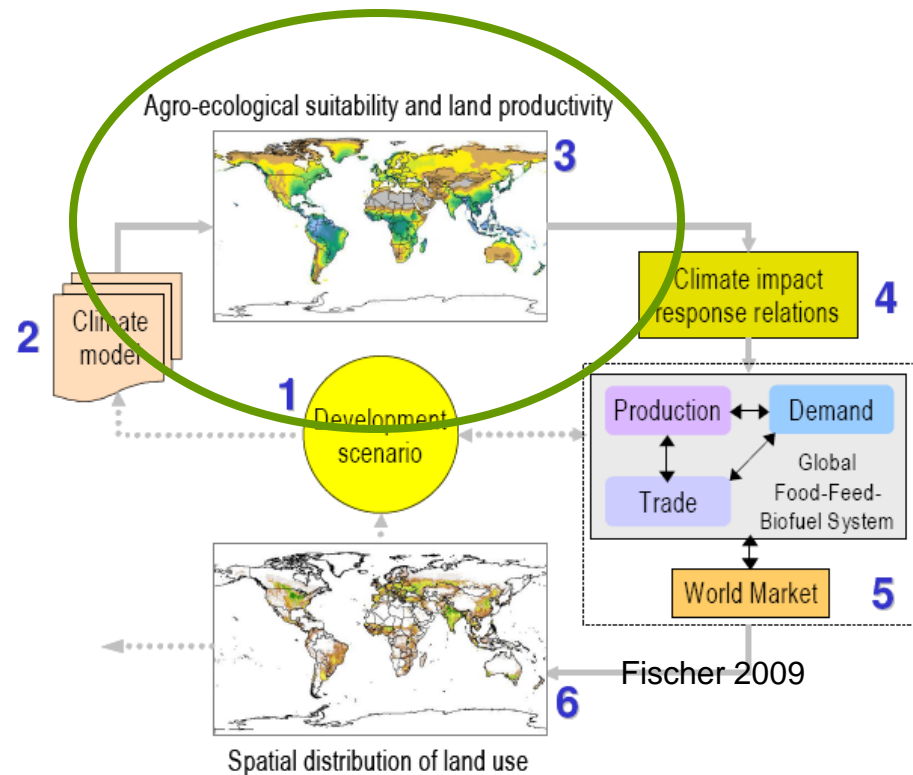 Agro-ecological suitability and land productivity
3
2
Climate
model
Climate impact
response relations
4
1
Development
scenario
Production
Demand
Trade
Global
Food-Feed-
Biofuel System
World Market
5
Fischer 2009
6
Spatial distribution of land use